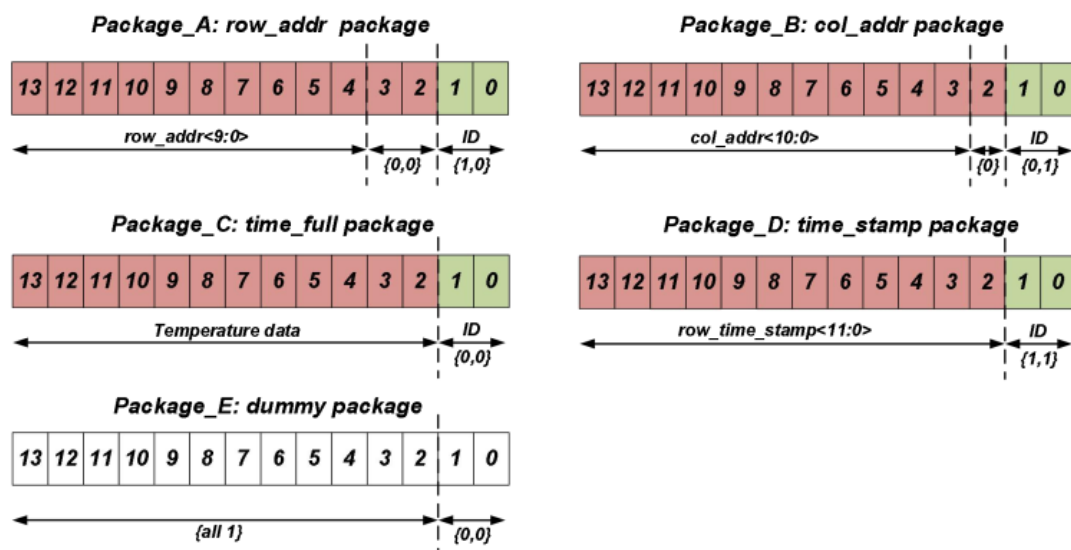 Package_A: row_addr package
13 12 11 10 9 8 7 6 5 4 3 2 1 0
row_addr<9:0>
{0,0}
ID
{1,0}
Package_B: col_addr package
13 12 11 10 9 8 7 6 5 4 3 2 1 0
col_addr<10:0>
{0}
ID
{0,1}
Package_C: time_full package
13 12 11 10 9 8 7 6 5 4 3 2 1 0
Temperature data
ID
{0,0}
Package_D: time_stamp package
13 12 11 10 9 8 7 6 5 4 3 2 1 0
row_time_stamp<11:0>
ID
{1,1}
Package_E: dummy package
13 12 11 10 9 8 7 6 5 4 3 2 1 0
{all 1}
{0,0}